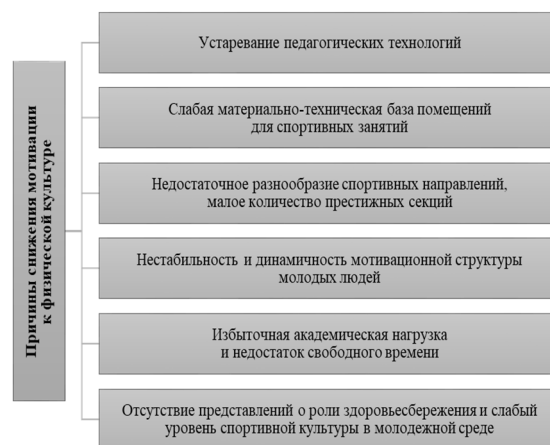 Причины снижения мотивации
к физической культуре
Устаревание педагогических технологий
Слабая материально-техническая база помещений
для спортивных занятий
Недостаточное разнообразие спортивных направлений,
малое количество престижных секций
Нестабильность и динамичность мотивационной структуры
молодых людей
Избыточная академическая нагрузка
и недостаток свободного времени
Отсутствие представлений о роли здоровьесбережения и слабый
уровень спортивной культуры в молодежной среде